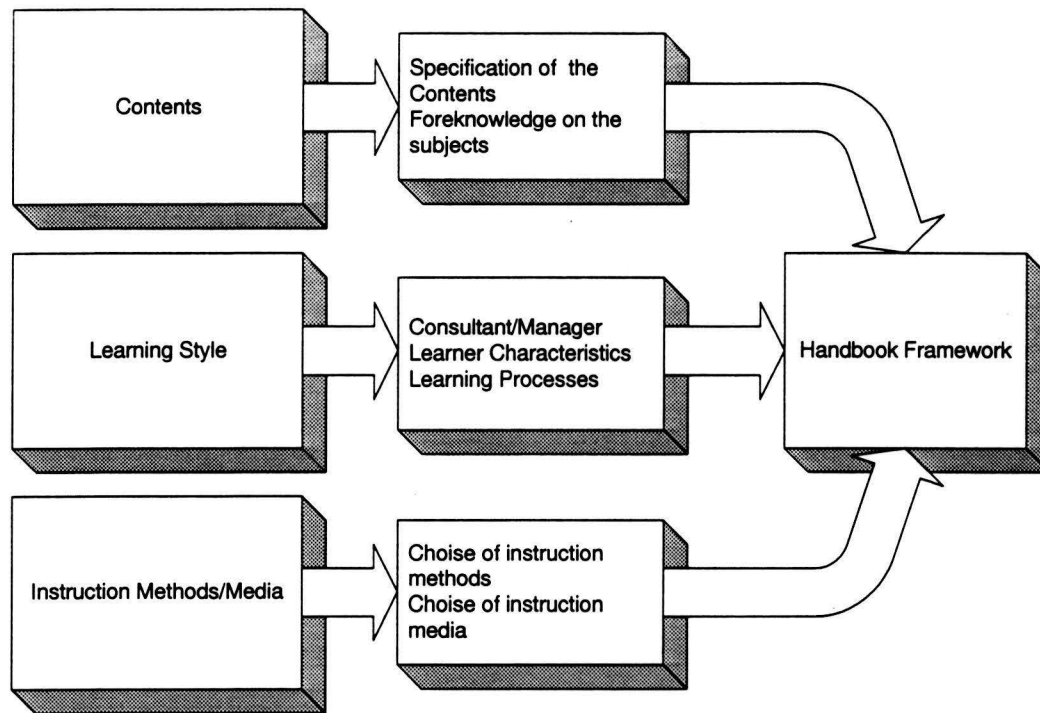 Contents
Specification of the
Contents
Foreknowledge on the
subjects
Learning Style
Consultant/Manager
Learner Characteristics
Learning Processes
Handbook Framework
Instruction Methods/Media
Choise of instruction
methods
Choise of instruction
media